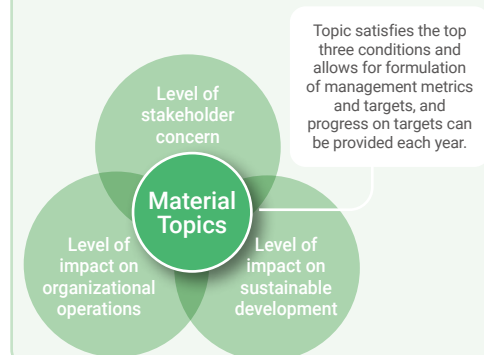 Topic satisfies the top
three conditions and
allows for formulation
of management metrics
and targets, and
progress on targets can
be provided each year.
Level of
stakeholder
concern
Material
Topics
Level of
impact on
organizational
operations
Level of
impact on
sustainable
development